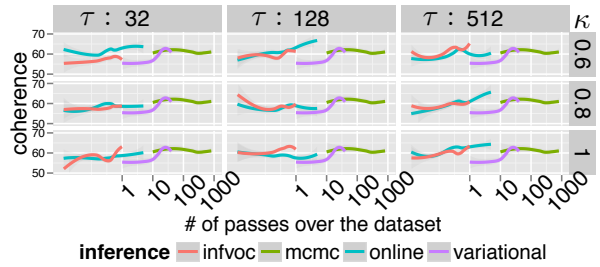 τ : 32 τ : 128 τ : 512 κ
coherence
70
60
50
0.6
70
60
50
0.8
70
60
50
1
1 10 100 1000 1 10 100 1000 1 10 100 1000
# of passes over the dataset
inference infvoc mcmc online variational